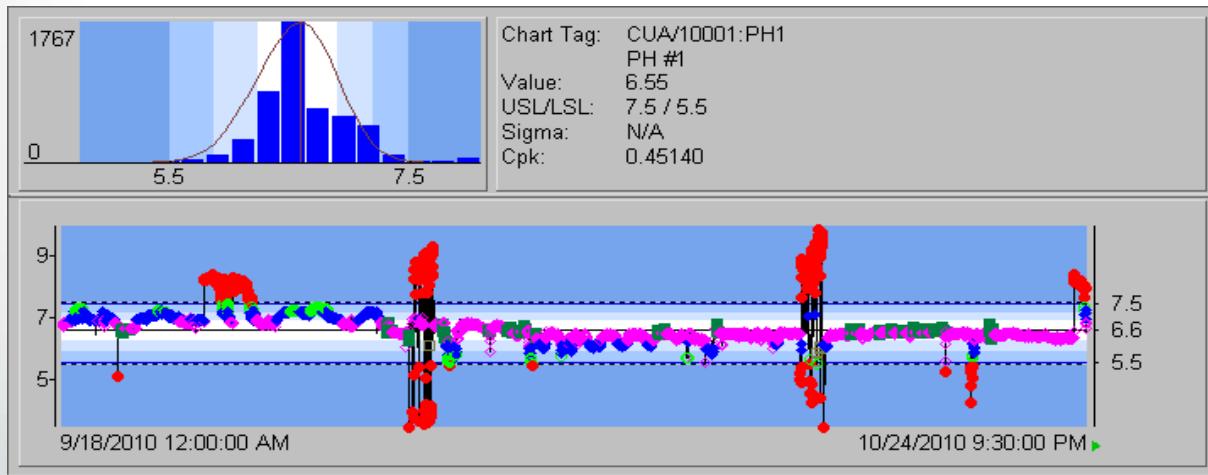 1767
0
5.5 7.5
Chart Tag: CUA/10001:PH1
PH #1
Value: 6.55
USL/LSL: 7.5 / 5.5
Sigma: N/A
Cpk: 0.45140
9
7
5
7.5
6.6
5.5
9/18/2010 12:00:00 AM 10/24/2010 9:30:00 PM